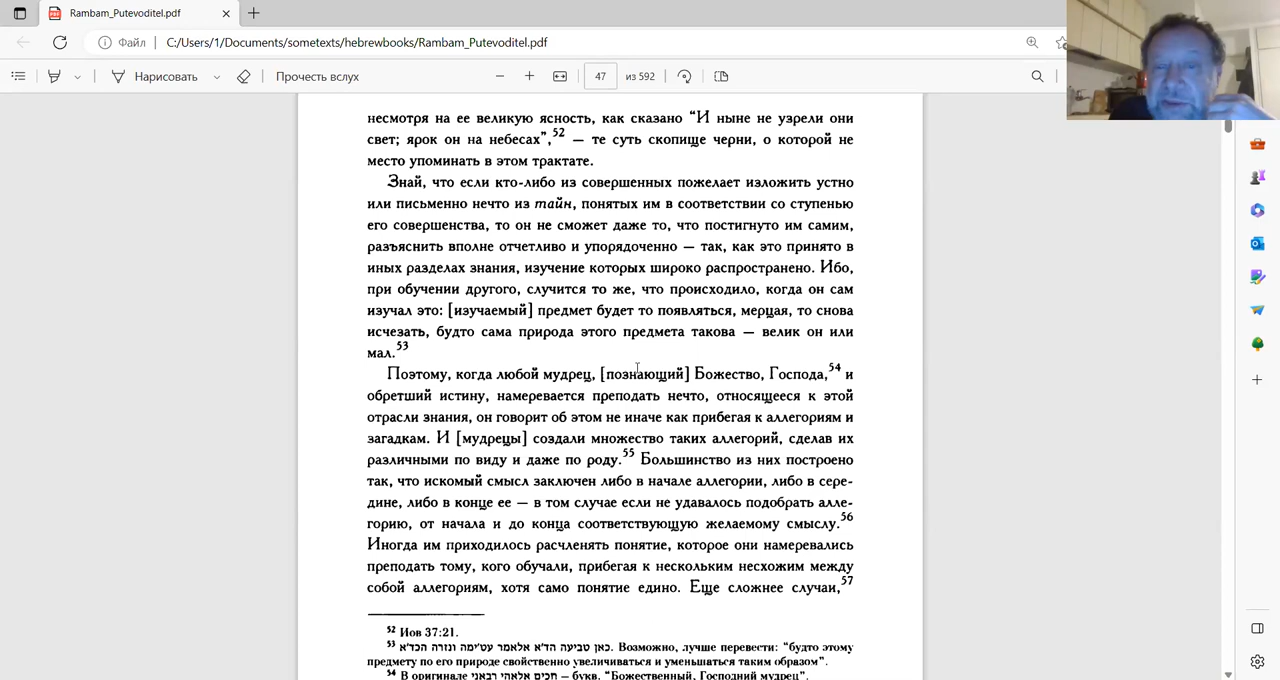 Rambam_Putevoditel.pdf
Файл
C:/Users/1/Documents/sometexts/hebrewbooks/Rambam_Putevoditel.pdf
Нарисовать
Прочесть вслух
47 из 592
несмотря на ее великую ясность, как сказано “И ныне не узрели они
свет; ярок он на небесах”,52 — те суть скопище черни, о которой не
место упоминать в этом трактате.
Знай, что если кто-либо из совершенных пожелает изложить устно
или письменно нечто из тайн, понятых им в соответствии со ступенью
его совершенства, то он не сможет даже то, что постигнуто им самим,
разъяснить вполне отчетливо и упорядоченно — так, как это принято в
иных разделах знания, изучение которых широко распространено. Ибо,
при обучении другого, случится то же, что происходило, когда он сам
изучал это: [изучаемый] предмет будет то появляться, мерцая, то снова
исчезать, будто сама природа этого предмета такова — велик он или
мал.53
Поэтому, когда любой мудрец, [познающий] Божество, Господа,54 и
обретший истину, намеревается преподать нечто, относящееся к этой
отрасли знания, он говорит об этом не иначе как прибегая к аллегориям и
загадкам. И [мудрецы] создали множество таких аллегорий, сделав их
различными по виду и даже по роду.55 Большинство из них построено
так, что искомый смысл заключен либо в начале аллегории, либо в сере-
дине, либо в конце ее — в том случае если не удавалось подобрать алле-
горию, от начала и до конца соответствующую желаемому смыслу.56
Иногда им приходилось расчленять понятие, которое они намеревались
преподать тому, кого обучали, прибегая к нескольким несхожим между
собой аллегориям, хотя само понятие едино. Еще сложнее случаи,57
52 Иов 37:21.
53 כאן טביעה הד'א אלאמר עט'ימה ונזרה הכד'א. Возможно, лучше перевести: “будто этому
предмету по его природе свойственно увеличиваться и уменьшаться таким образом”.
54 В оригинале חכים אלאהי רבאני — букв. “Божественный, Господний мудрец”.